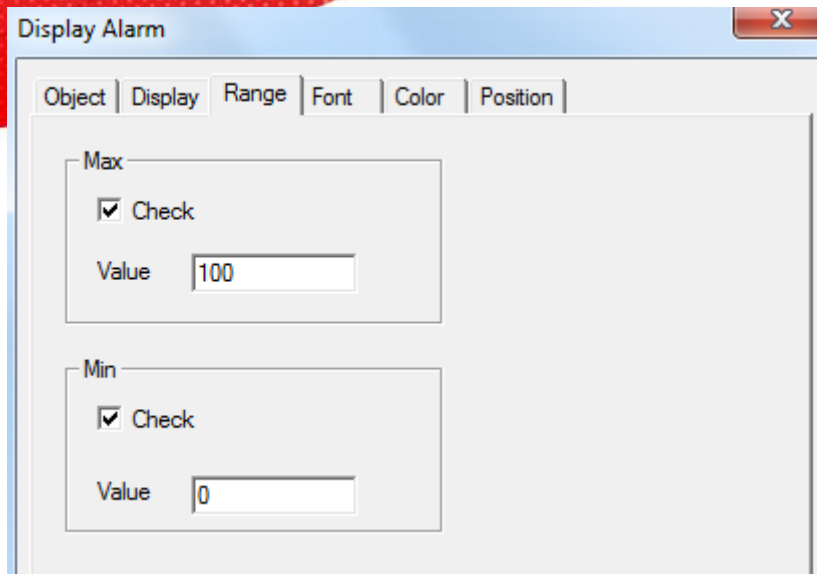 Display Alarm
Object Display Range Font Color Position
Max
Check
Value 100
Min
Check
Value 0